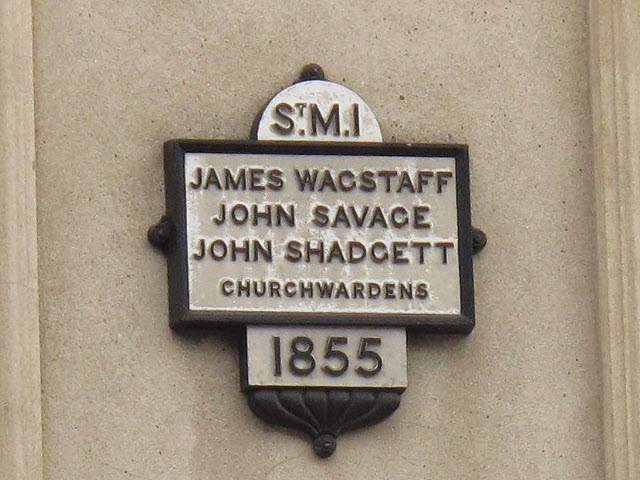 ST.M.I
JAMES WAGSTAFF
JOHN SAVAGE
JOHN SHADGETT
CHURCHWARDENS
1855